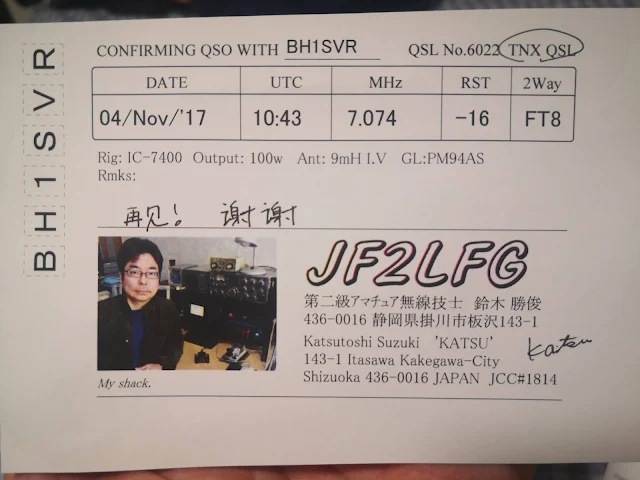 BH1SVR
CONFIRMING QSO WITH BH1SVR QSL No.6022 TNX QSL
DATE UTC MHz RST 2Way
04/Nov/'17 10:43 7.074 -16 FT8
Rig: IC-7400 Output: 100w Ant: 9mH I.V GL:PM94AS
Rmks:
再见! 谢谢
JF2LFG
第二級アマチュア無線技士 鈴木 勝俊
436-0016 静岡県掛川市板沢143-1
Katsutoshi Suzuki 'KATSU'
143-1 Itasawa Kakegawa-City
Shizuoka 436-0016 JAPAN JCC#1814
My shack.